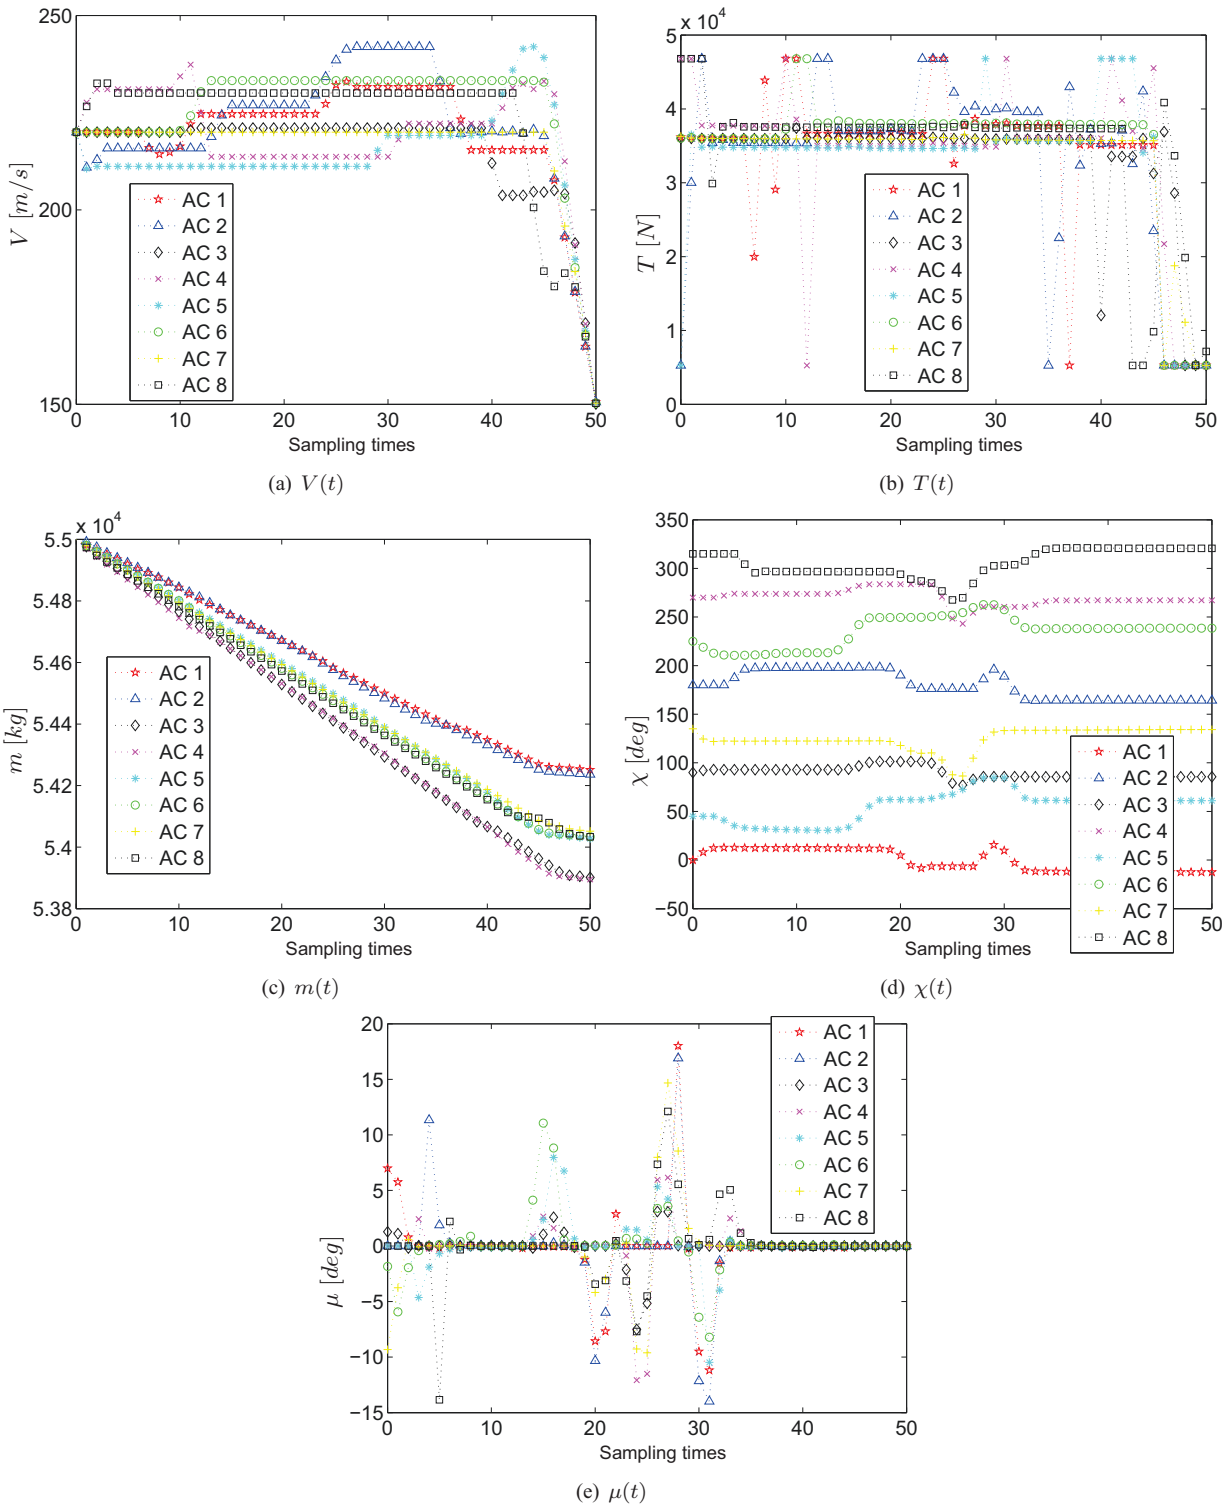 250
200
150
0 10 20 30 40 50
V [m/s]
Sampling times
AC 1
AC 2
AC 3
AC 4
AC 5
AC 6
AC 7
AC 8
(a) V(t)
x 10^4
5
4
3
2
1
0
0 10 20 30 40 50
T [N]
Sampling times
AC 1
AC 2
AC 3
AC 4
AC 5
AC 6
AC 7
AC 8
(b) T(t)
x 10^4
5.5
5.48
5.46
5.44
5.42
5.4
5.38
0 10 20 30 40 50
m [kg]
Sampling times
AC 1
AC 2
AC 3
AC 4
AC 5
AC 6
AC 7
AC 8
(c) m(t)
350
300
250
200
150
100
50
0
−50
0 10 20 30 40 50
χ [deg]
Sampling times
AC 1
AC 2
AC 3
AC 4
AC 5
AC 6
AC 7
AC 8
(d) χ(t)
20
15
10
5
0
−5
−10
−15
0 10 20 30 40 50
μ [deg]
Sampling times
AC 1
AC 2
AC 3
AC 4
AC 5
AC 6
AC 7
AC 8
(e) μ(t)